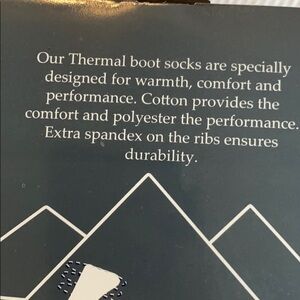 Our Thermal boot socks are specially
designed for warmth, comfort and
performance. Cotton provides the
comfort and polyester the performance.
Extra spandex on the ribs ensures
durability.